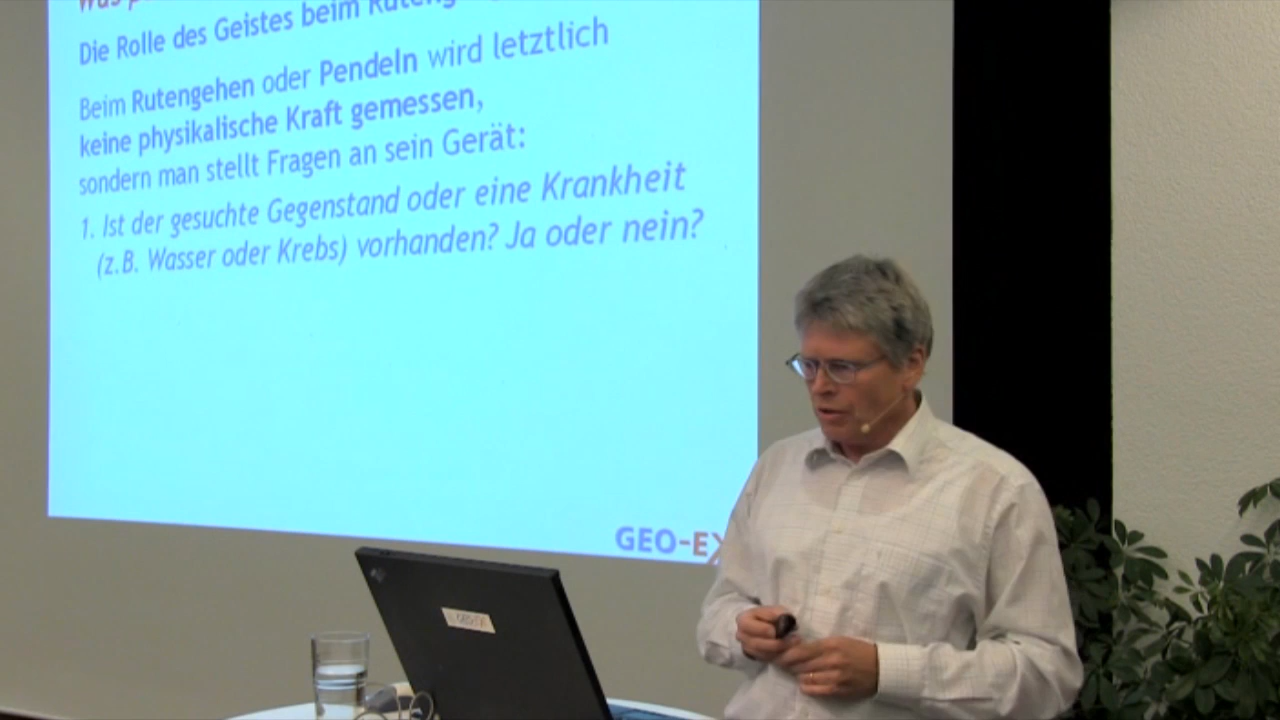 Die Rolle des Geistes beim
Beim Rutengehen oder Pendeln wird letztlich
keine physikalische Kraft gemessen,
sondern man stellt Fragen an sein Gerät:
1. Ist der gesuchte Gegenstand oder eine Krankheit
(z.B. Wasser oder Krebs) vorhanden? Ja oder nein?
GEO-EX